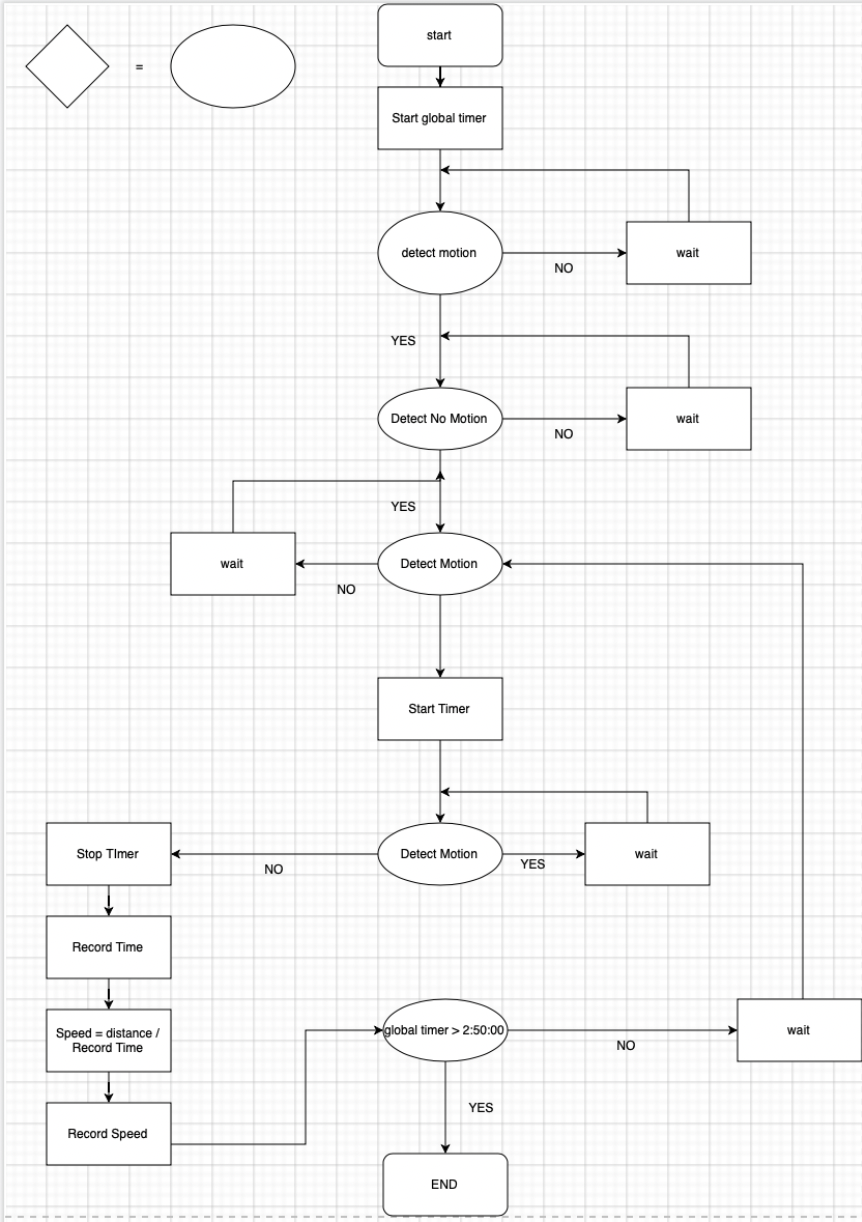 start
=
Start global timer
detect motion
NO
wait
YES
Detect No Motion
NO
wait
YES
wait
NO
Detect Motion
Start Timer
Stop TImer
NO
Detect Motion
YES
wait
Record Time
Speed = distance /
Record Time
global timer > 2:50:00
NO
wait
Record Speed
YES
END